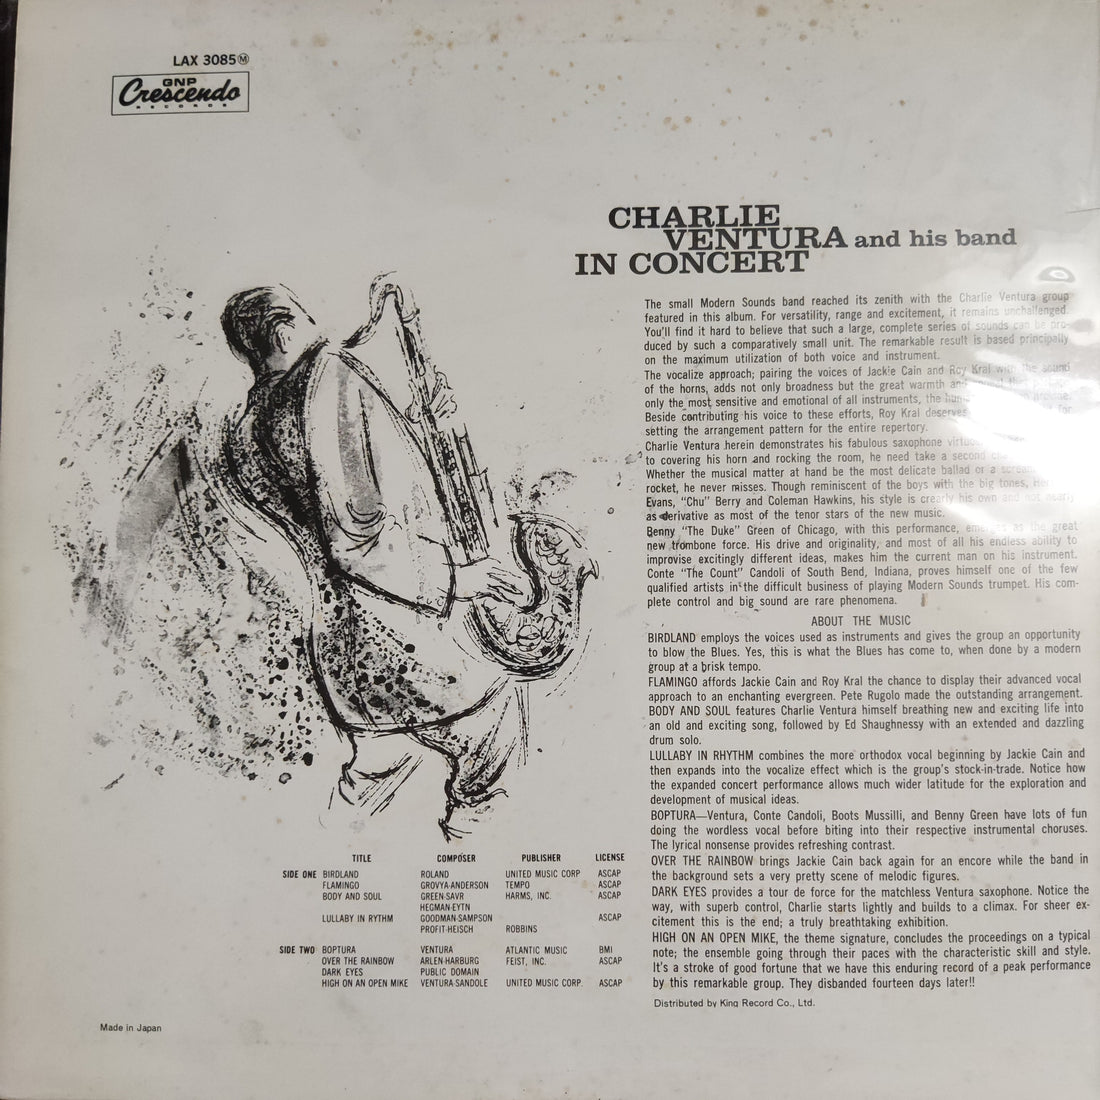 LAX 3085Ⓜ
GNP
Crescendo
RECORDS
CHARLIE
VENTURA and his band
IN CONCERT
The small Modern Sounds band reached its zenith with the Charlie Ventura group
featured in this album. For versatility, range and excitement, it remains unchallenged.
You'll find it hard to believe that such a large, complete series of sounds can be pro-
duced by such a comparatively small unit. The remarkable result is based principally
on the maximum utilization of both voice and instrument.
The vocalize approach; pairing the voices of Jackie Cain and Roy Kral with the sound
of the horns, adds not only broadness but the great warmth and
only the most sensitive and emotional of all instruments, the
Beside contributing his voice to these efforts, Roy Kral deserves for
setting the arrangement pattern for the entire repertory.
Charlie Ventura herein demonstrates his fabulous saxophone
to covering his horn and rocking the room, he need take a second
Whether the musical matter at hand be the most delicate ballad or a
rocket, he never misses. Though reminiscent of the boys with the big tones,
Evans, "Chu" Berry and Coleman Hawkins, his style is crearly his own and not nearly
as derivative as most of the tenor stars of the new music.
Benny "The Duke" Green of Chicago, with this performance, as the great
new trombone force. His drive and originality, and most of all his endless ability to
improvise excitingly different ideas, makes him the current man on his instrument.
Conte "The Count" Candoli of South Bend, Indiana, proves himself one of the few
qualified artists in the difficult business of playing Modern Sounds trumpet. His com-
plete control and big sound are rare phenomena.
ABOUT THE MUSIC
BIRDLAND employs the voices used as instruments and gives the group an opportunity
to blow the Blues. Yes, this is what the Blues has come to, when done by a modern
group at a brisk tempo.
FLAMINGO affords Jackie Cain and Roy Kral the chance to display their advanced vocal
approach to an enchanting evergreen. Pete Rugolo made the outstanding arrangement.
BODY AND SOUL features Charlie Ventura himself breathing new and exciting life into
an old and exciting song, followed by Ed Shaughnessy with an extended and dazzling
drum solo.
LULLABY IN RHYTHM combines the more orthodox vocal beginning by Jackie Cain and
then expands into the vocalize effect which is the group's stock-in-trade. Notice how
the expanded concert performance allows much wider latitude for the exploration and
development of musical ideas.
BOPTURA—Ventura, Conte Candoli, Boots Mussilli, and Benny Green have lots of fun
doing the wordless vocal before biting into their respective instrumental choruses.
The lyrical nonsense provides refreshing contrast.
OVER THE RAINBOW brings Jackie Cain back again for an encore while the band in
the background sets a very pretty scene of melodic figures.
DARK EYES provides a tour de force for the matchless Ventura saxophone. Notice the
way, with superb control, Charlie starts lightly and builds to a climax. For sheer ex-
citement this is the end; a truly breathtaking exhibition.
HIGH ON AN OPEN MIKE, the theme signature, concludes the proceedings on a typical
note; the ensemble going through their paces with the characteristic skill and style.
It's a stroke of good fortune that we have this enduring record of a peak performance
by this remarkable group. They disbanded fourteen days later!!
Distributed by King Record Co., Ltd.
TITLE COMPOSER PUBLISHER LICENSE
SIDE ONE BIRDLAND ROLAND UNITED MUSIC CORP ASCAP
FLAMINGO GROVYA-ANDERSON TEMPO ASCAP
BODY AND SOUL GREEN-SAVR HARMS, INC. ASCAP
HEGMAN-EYTN
LULLABY IN RYTHM GOODMAN-SAMPSON ASCAP
PROFIT-HEISCH ROBBINS
SIDE TWO BOPTURA VENTURA ATLANTIC MUSIC BMI
OVER THE RAINBOW ARLEN-HARBURG FEIST, INC. ASCAP
DARK EYES PUBLIC DOMAIN
HIGH ON AN OPEN MIKE VENTURA-SANDOLE UNITED MUSIC CORP. ASCAP
Made in Japan